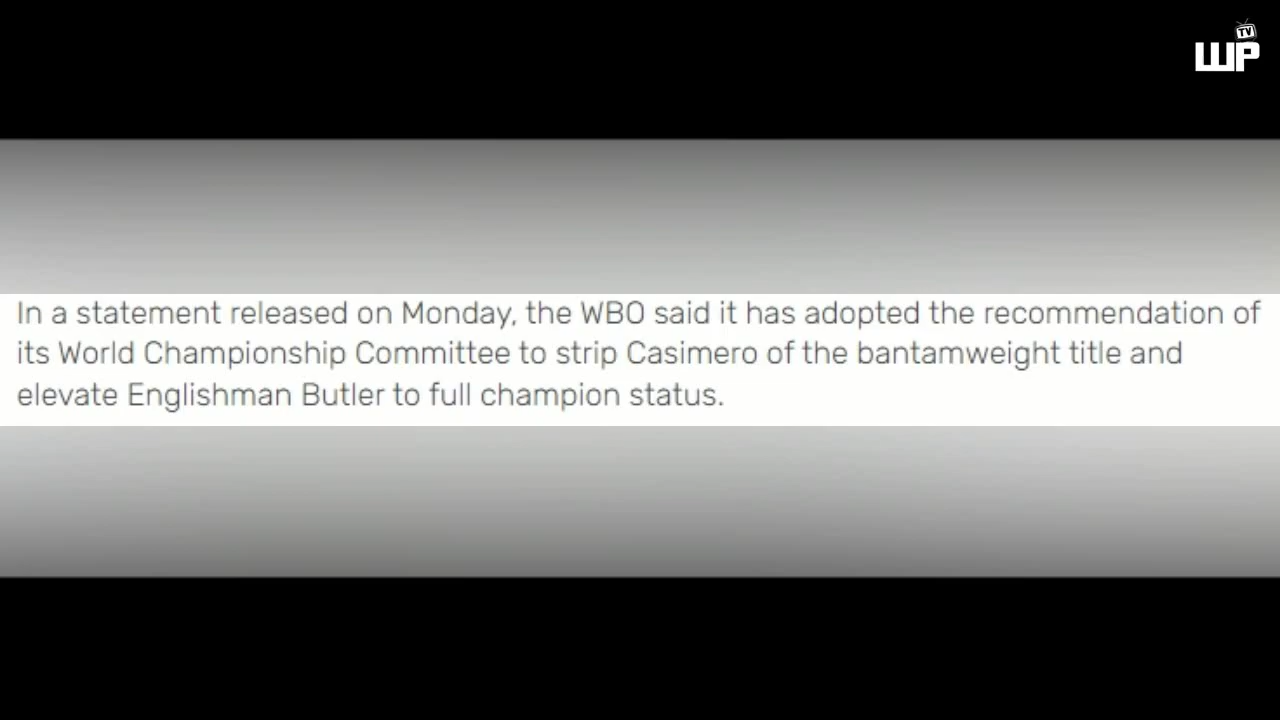 TV
WP
In a statement released on Monday, the WBO said it has adopted the recommendation of
its World Championship Committee to strip Casimero of the bantamweight title and
elevate Englishman Butler to full champion status.